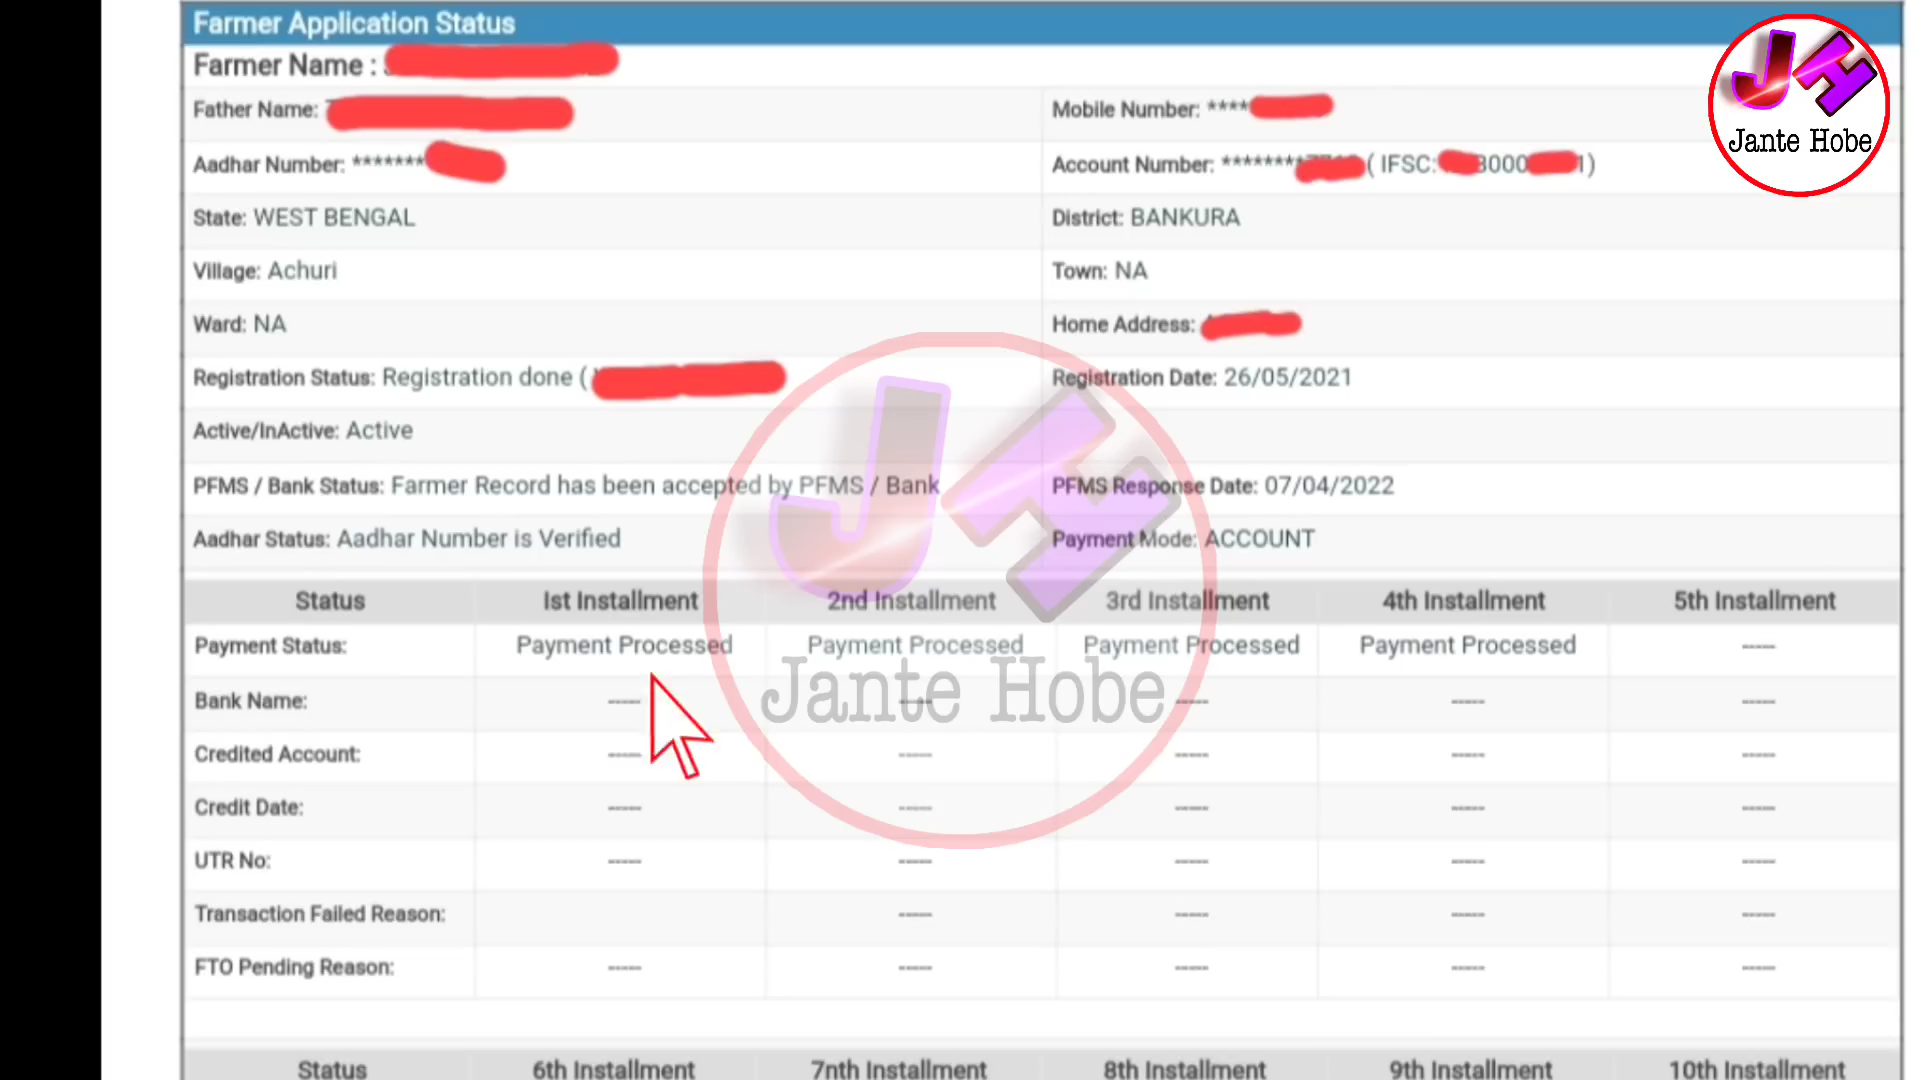 Farmer Application Status
Farmer Name :
Father Name:
Mobile Number: ****
Aadhar Number: *******
Account Number: ******** ( IFSC: 3000 1)
State: WEST BENGAL
District: BANKURA
Village: Achuri
Town: NA
Ward: NA
Home Address:
Registration Status: Registration done (
Registration Date: 26/05/2021
Active/InActive: Active
PFMS / Bank Status: Farmer Record has been accepted by PFMS / Bank
PFMS Response Date: 07/04/2022
Aadhar Status: Aadhar Number is Verified
Payment Mode: ACCOUNT
Status Ist Installment 2nd Installment 3rd Installment 4th Installment 5th Installment
Payment Status: Payment Processed Payment Processed Payment Processed Payment Processed -----
Bank Name: ----- ----- ----- ----- -----
Credited Account: ----- ----- ----- ----- -----
Credit Date: ----- ----- ----- ----- -----
UTR No: ----- ----- ----- ----- -----
Transaction Failed Reason: ----- ----- ----- -----
FTO Pending Reason: ----- ----- ----- ----- -----
Status 6th Installment 7nth Installment 8th Installment 9th Installment 10th Installment
JH
Jante Hobe
JH
Jante Hobe